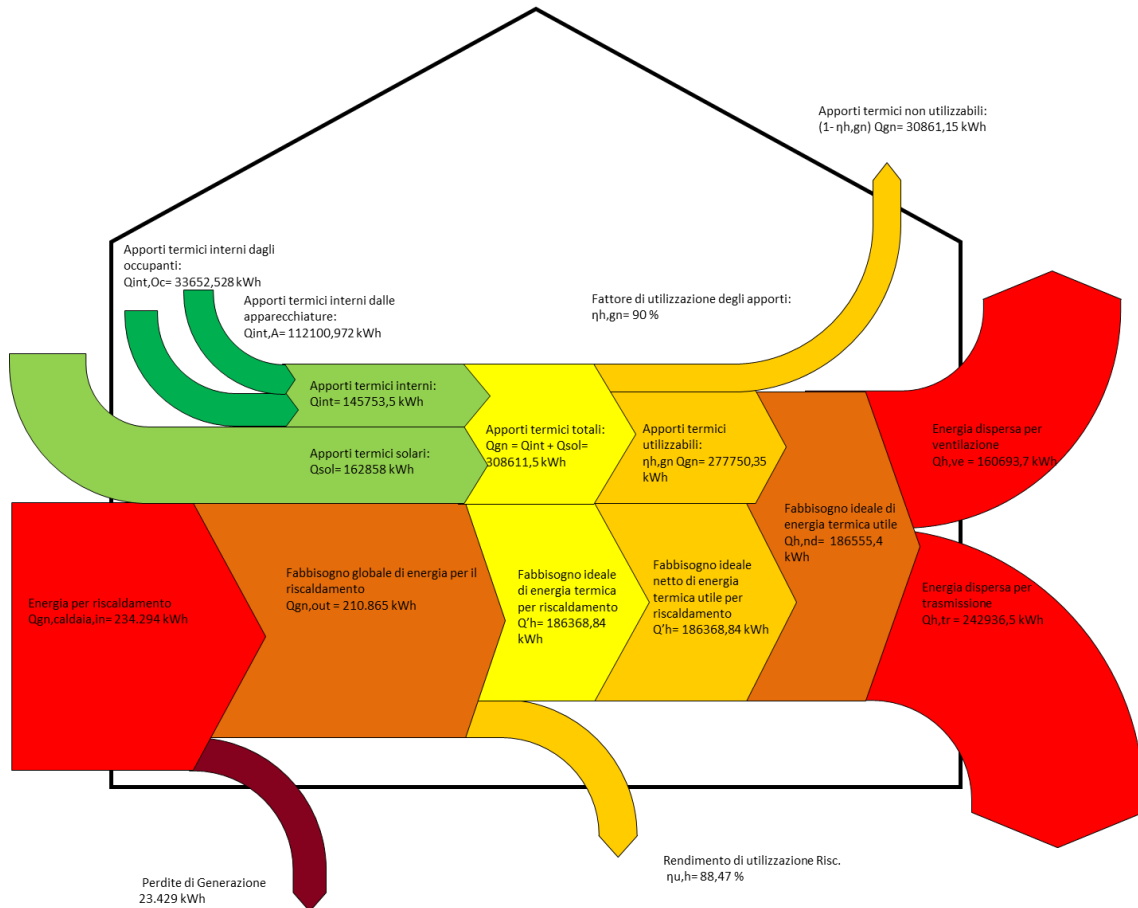 Apporti termici non utilizzabili:
(1- ηh,gn) Qgn= 30861,15 kWh
Apporti termici interni dagli
occupanti:
Qint,Oc= 33652,528 kWh
Apporti termici interni dalle
apparecchiature:
Qint,A= 112100,972 kWh
Fattore di utilizzazione degli apporti:
ηh,gn= 90 %
Apporti termici interni:
Qint= 145753,5 kWh
Apporti termici solari:
Qsol= 162858 kWh
Apporti termici totali:
Qgn = Qint + Qsol=
308611,5 kWh
Apporti termici
utilizzabili:
ηh,gn Qgn= 277750,35
kWh
Energia dispersa per
ventilazione
Qh,ve = 160693,7 kWh
Fabbisogno ideale di
energia termica utile
Qh,nd= 186555,4
kWh
Energia per riscaldamento
Qgn,caldaia,in= 234.294 kWh
Fabbisogno globale di energia per il
riscaldamento
Qgn,out = 210.865 kWh
Fabbisogno ideale
di energia termica
per riscaldamento
Q'h= 186368,84
kWh
Fabbisogno ideale
netto di energia
termica utile per
riscaldamento
Q'h= 186368,84 kWh
Energia dispersa per
trasmissione
Qh,tr = 242936,5 kWh
Perdite di Generazione
23.429 kWh
Rendimento di utilizzazione Risc.
ηu,h= 88,47 %